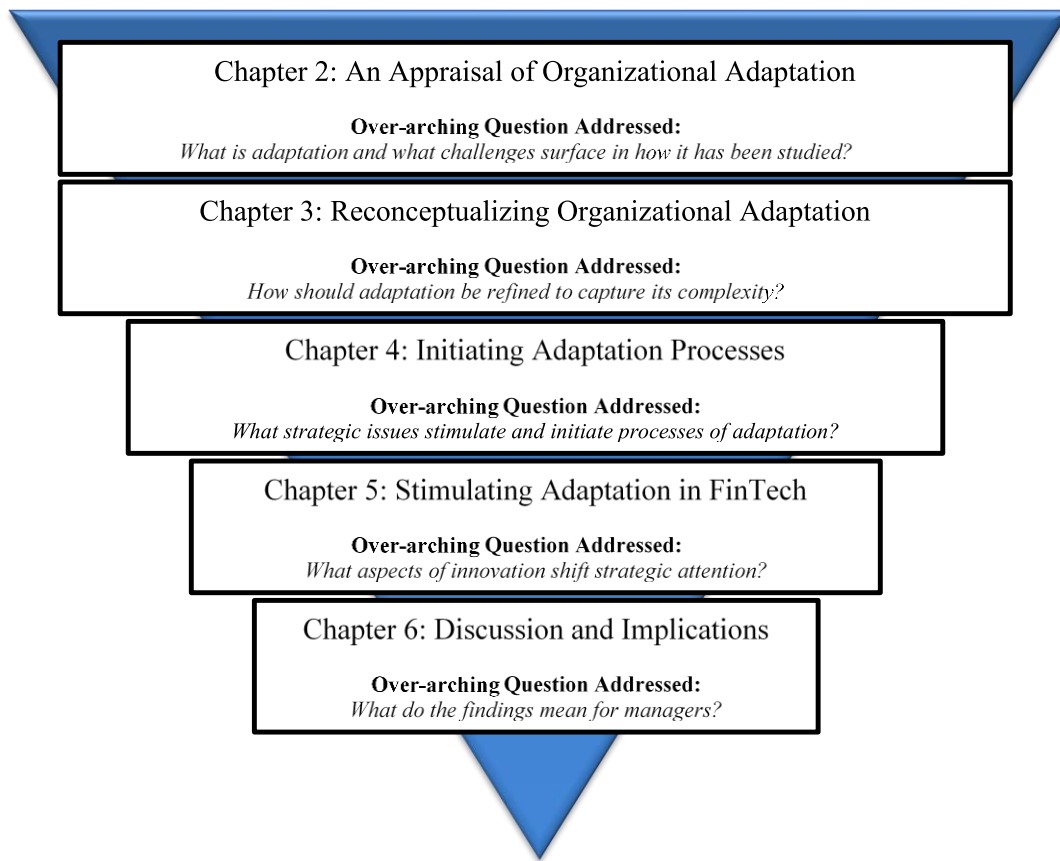 Chapter 2: An Appraisal of Organizational Adaptation
Over-arching Question Addressed:
What is adaptation and what challenges surface in how it has been studied?
Chapter 3: Reconceptualizing Organizational Adaptation
Over-arching Question Addressed:
How should adaptation be refined to capture its complexity?
Chapter 4: Initiating Adaptation Processes
Over-arching Question Addressed:
What strategic issues stimulate and initiate processes of adaptation?
Chapter 5: Stimulating Adaptation in FinTech
Over-arching Question Addressed:
What aspects of innovation shift strategic attention?
Chapter 6: Discussion and Implications
Over-arching Question Addressed:
What do the findings mean for managers?